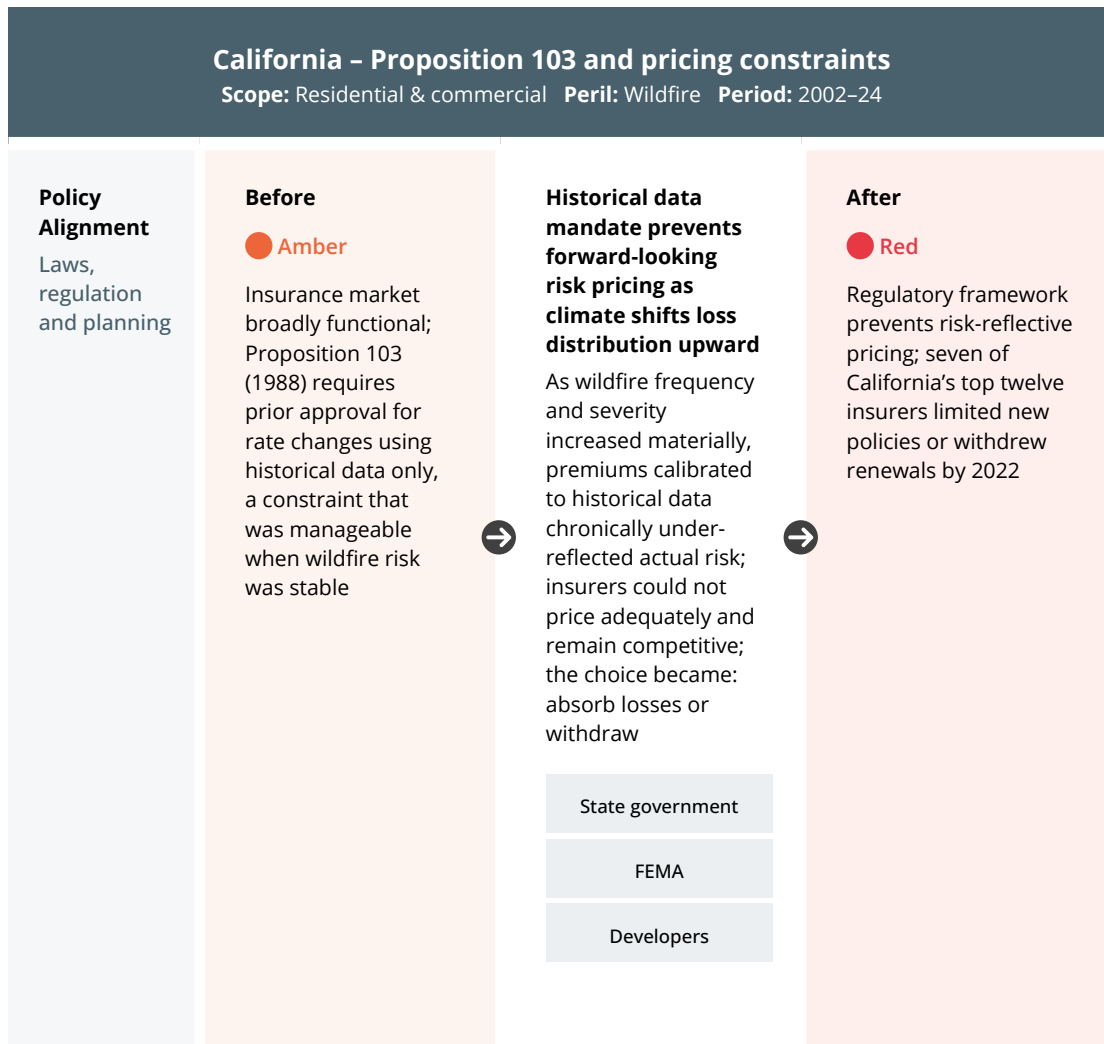 California – Proposition 103 and pricing constraints
Scope: Residential & commercial Peril: Wildfire Period: 2002–24
Policy
Alignment
Laws,
regulation
and planning
Before
Amber
Insurance market
broadly functional;
Proposition 103
(1988) requires
prior approval for
rate changes using
historical data only,
a constraint that
was manageable
when wildfire risk
was stable
Historical data
mandate prevents
forward-looking
risk pricing as
climate shifts loss
distribution upward
As wildfire frequency
and severity
increased materially,
premiums calibrated
to historical data
chronically under-
reflected actual risk;
insurers could not
price adequately and
remain competitive;
the choice became:
absorb losses or
withdraw
State government
FEMA
Developers
After
Red
Regulatory framework
prevents risk-reflective
pricing; seven of
California’s top twelve
insurers limited new
policies or withdrew
renewals by 2022